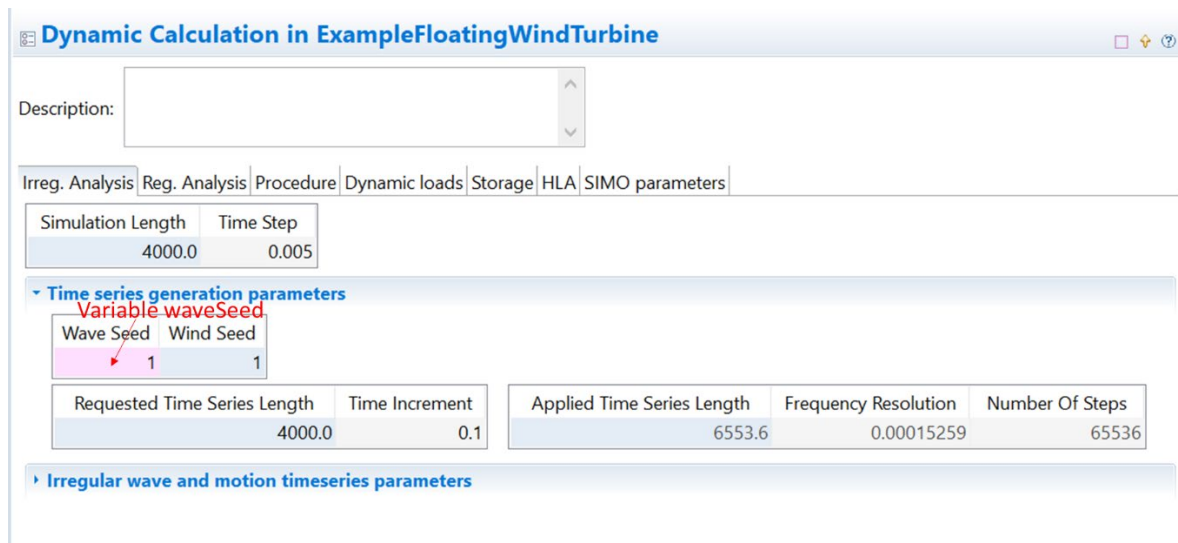 Dynamic Calculation in ExampleFloatingWindTurbine
Description:
Irreg. Analysis Reg. Analysis Procedure Dynamic loads Storage HLA SIMO parameters
Simulation Length Time Step
4000.0 0.005
Time series generation parameters
Variable waveSeed
Wave Seed Wind Seed
1 1
Requested Time Series Length Time Increment Applied Time Series Length Frequency Resolution Number Of Steps
4000.0 0.1 6553.6 0.00015259 65536
Irregular wave and motion timeseries parameters